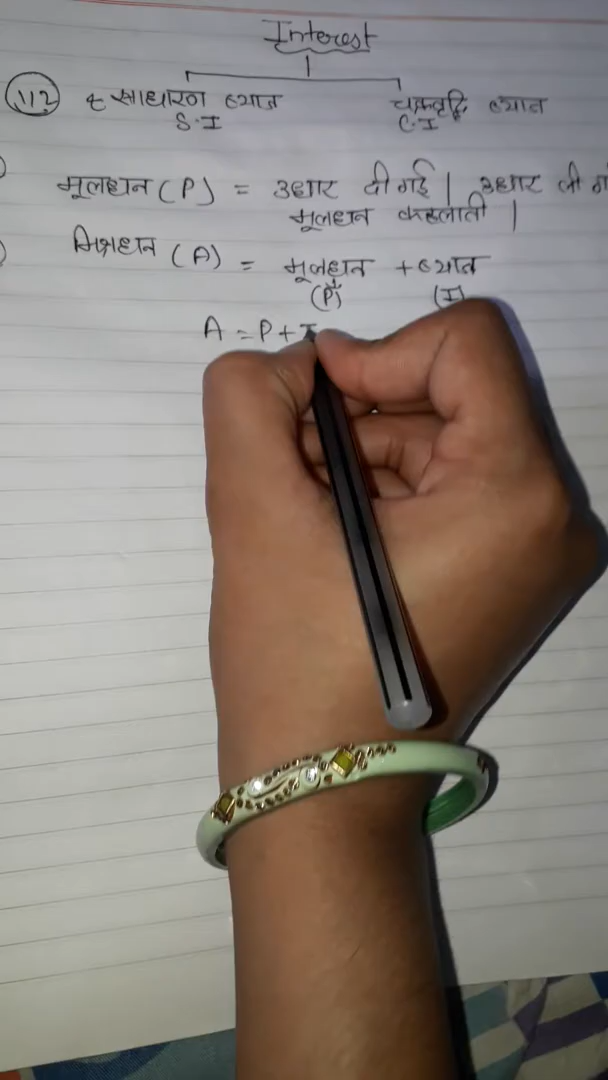 Interest
112 साधारण ब्याज चक्रवृद्धि ब्याज
S.I C.I
मूलधन (P) = उधार दी गई | उधार ली
मूलधन कहलाती |
मिश्रधन (A) = मूलधन + ब्याज
(P) (I)
A = P + I